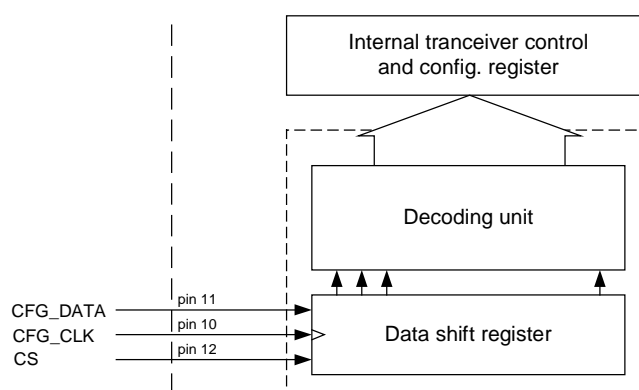 Internal tranceiver control
and config. register
Decoding unit
CFG_DATA
pin 11
CFG_CLK
pin 10
CS
pin 12
Data shift register